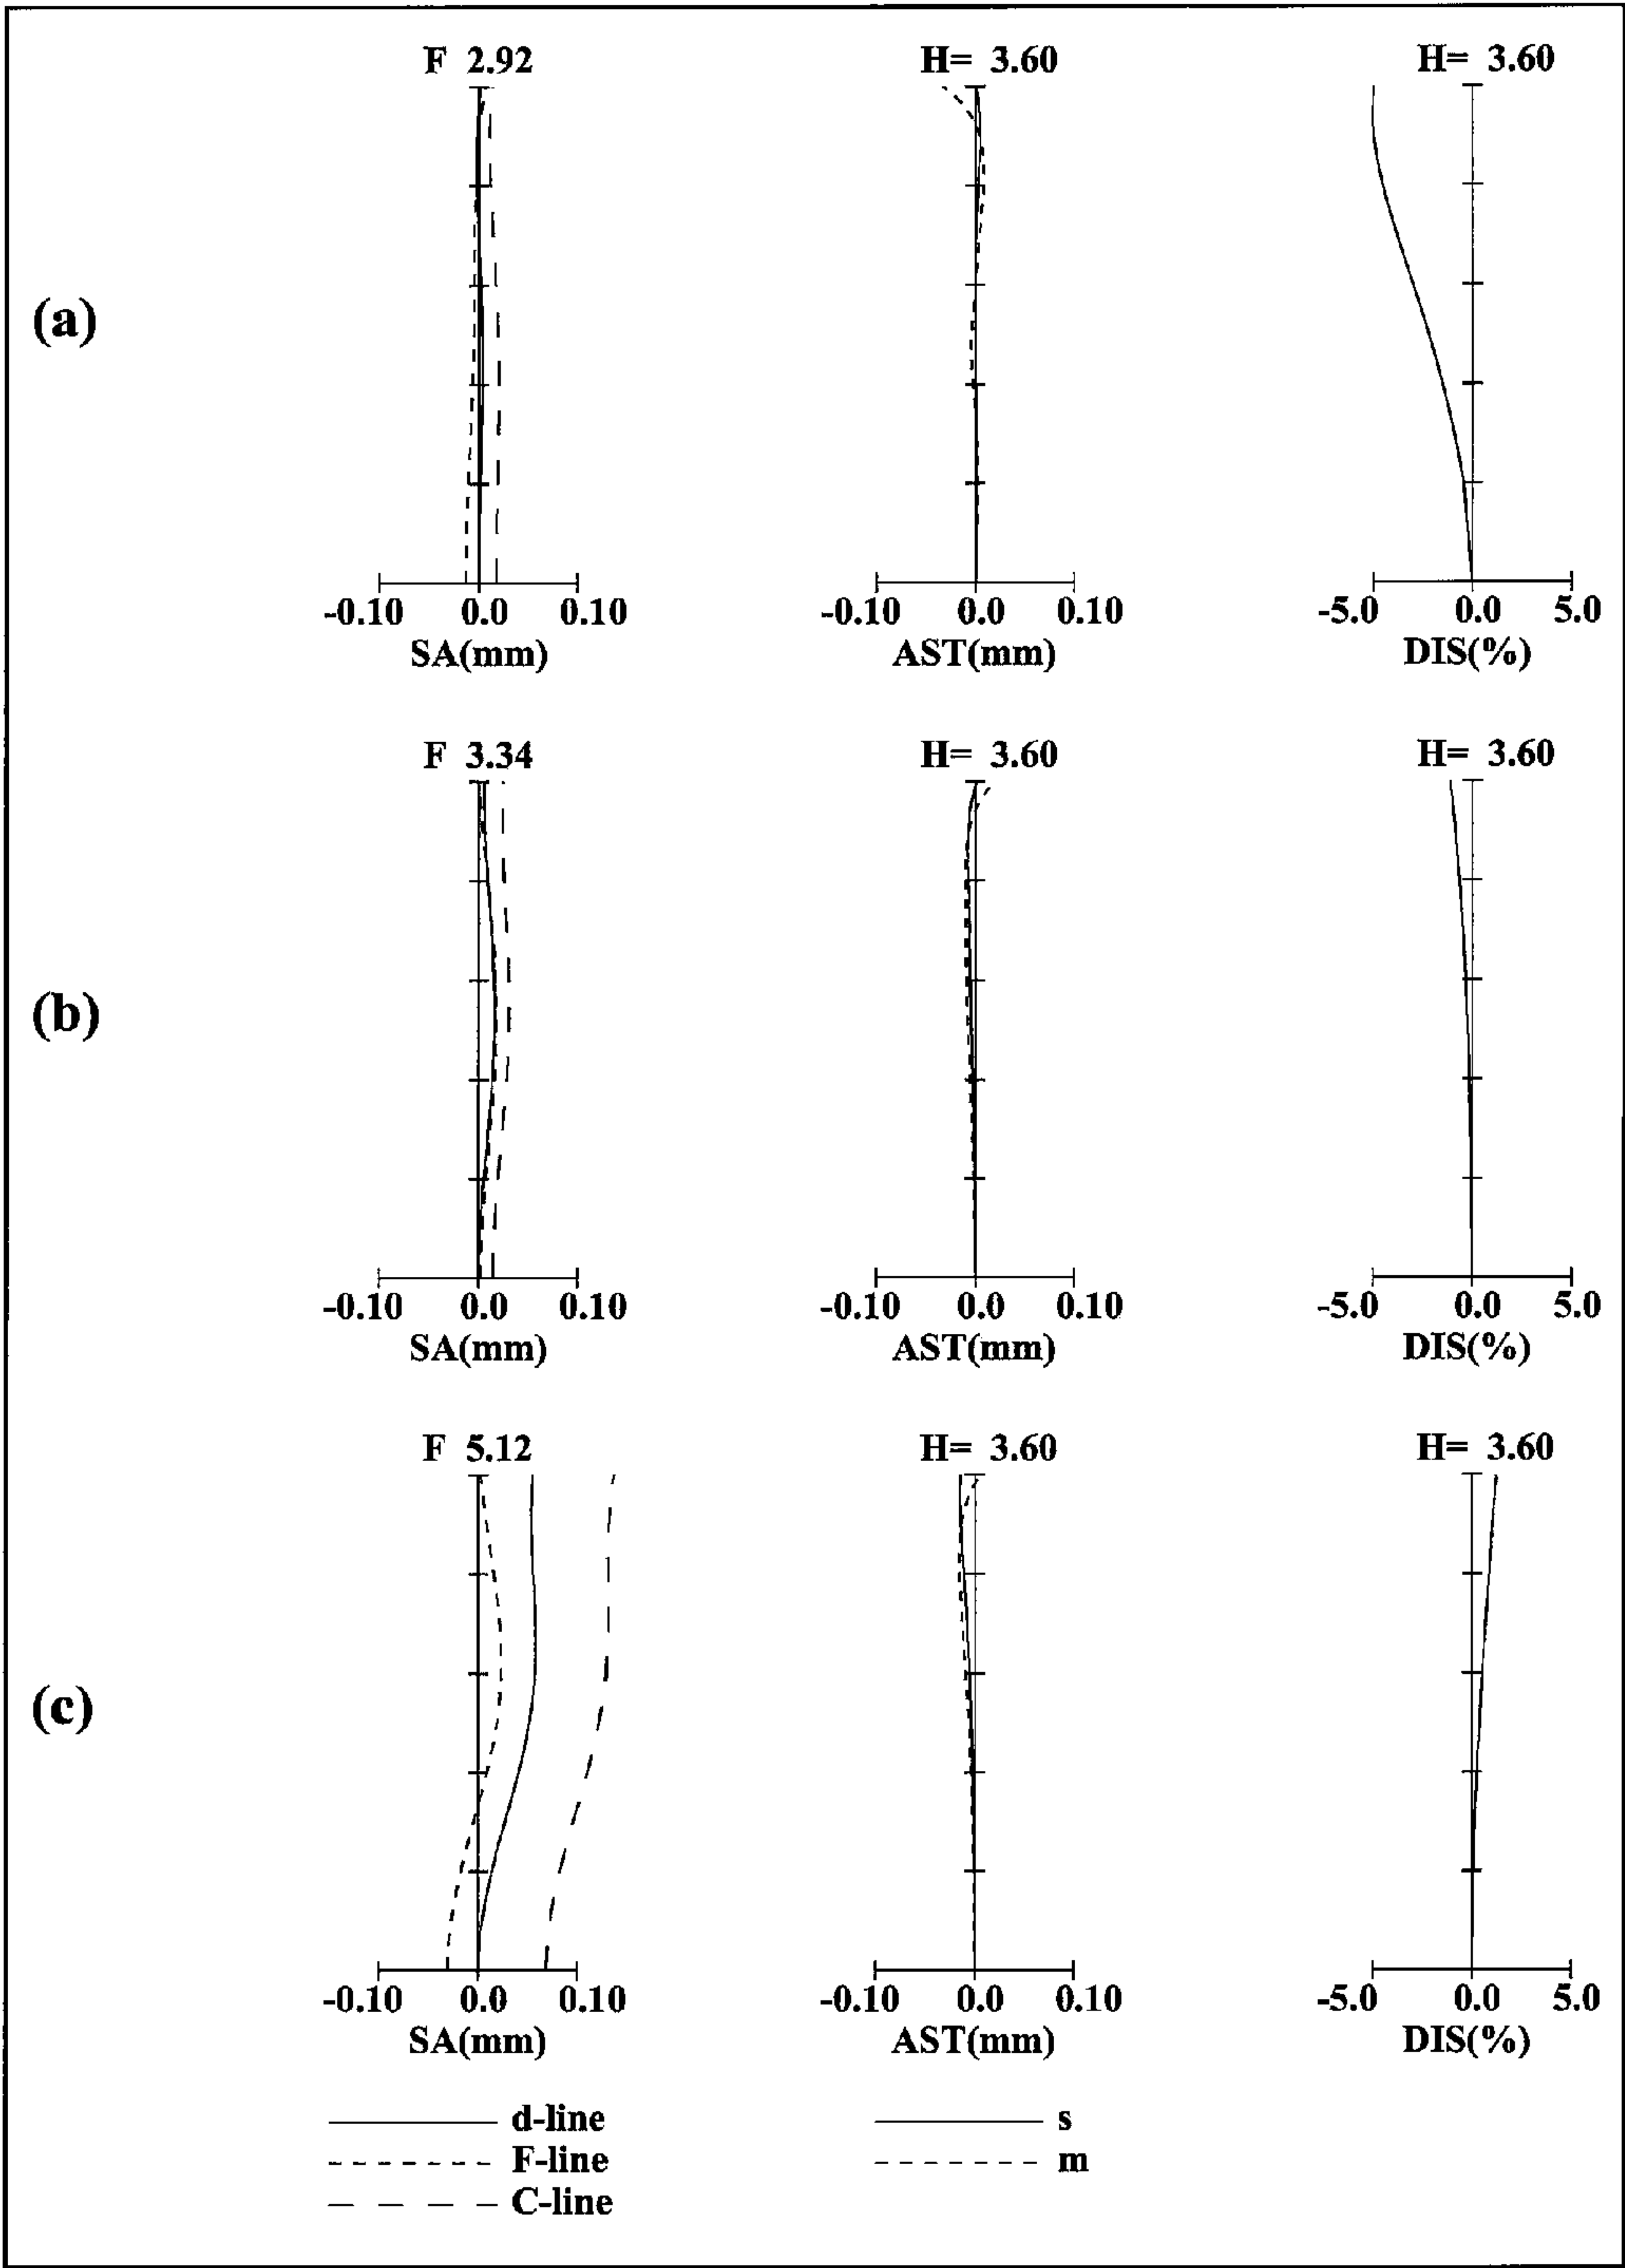 F 2.92
H= 3.60
H= 3.60
(a)
-0.10 0.0 0.10
SA(mm)
-0.10 0.0 0.10
AST(mm)
-5.0 0.0 5.0
DIS(%)
F 3.34
H= 3.60
H= 3.60
(b)
-0.10 0.0 0.10
SA(mm)
-0.10 0.0 0.10
AST(mm)
-5.0 0.0 5.0
DIS(%)
F 5.12
H= 3.60
H= 3.60
(c)
-0.10 0.0 0.10
SA(mm)
-0.10 0.0 0.10
AST(mm)
-5.0 0.0 5.0
DIS(%)
d-line
F-line
C-line
s
m